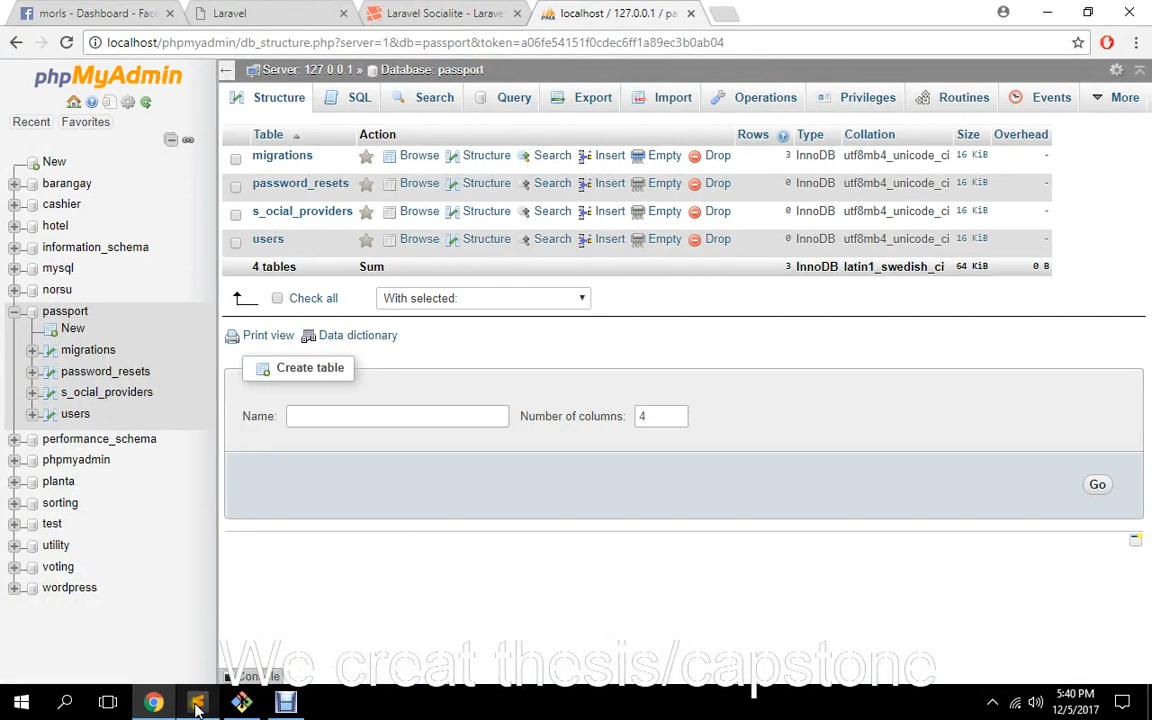 morls - Dashboard - Fac
Laravel
Laravel Socialite - Larave
localhost / 127.0.0.1 / pa
localhost/phpmyadmin/db_structure.php?server=1&db=passport&token=a06fe54151f0cdec6ff1a89ec3b0ab04
phpMyAdmin
Recent Favorites
New
barangay
cashier
hotel
information_schema
mysql
norsu
passport
New
migrations
password_resets
s_ocial_providers
users
performance_schema
phpmyadmin
planta
sorting
test
utility
voting
wordpress
Server: 127.0.0.1 » Database: passport
Structure SQL Search Query Export Import Operations Privileges Routines Events More
Table Action Rows Type Collation Size Overhead
migrations Browse Structure Search Insert Empty Drop 3 InnoDB utf8mb4_unicode_ci 16 KiB -
password_resets Browse Structure Search Insert Empty Drop 0 InnoDB utf8mb4_unicode_ci 16 KiB -
s_ocial_providers Browse Structure Search Insert Empty Drop 0 InnoDB utf8mb4_unicode_ci 16 KiB -
users Browse Structure Search Insert Empty Drop 0 InnoDB utf8mb4_unicode_ci 16 KiB -
4 tables Sum 3 InnoDB latin1_swedish_ci 64 KiB 0 B
Check all With selected:
Print view Data dictionary
Create table
Name: Number of columns: 4
Go
We creat thesis/capstone
Console
5:40 PM
12/5/2017